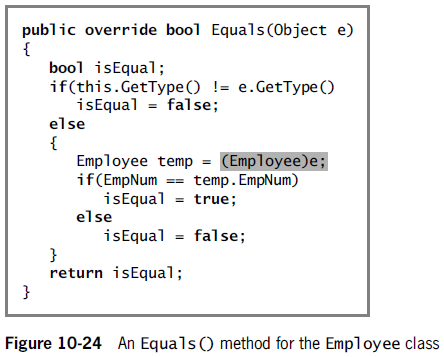 public override bool Equals(Object e)
{
bool isEqual;
if(this.GetType() != e.GetType()
isEqual = false;
else
{
Employee temp = (Employee)e;
if(EmpNum == temp.EmpNum)
isEqual = true;
else
isEqual = false;
}
return isEqual;
}
Figure 10-24 An Equals() method for the Employee class